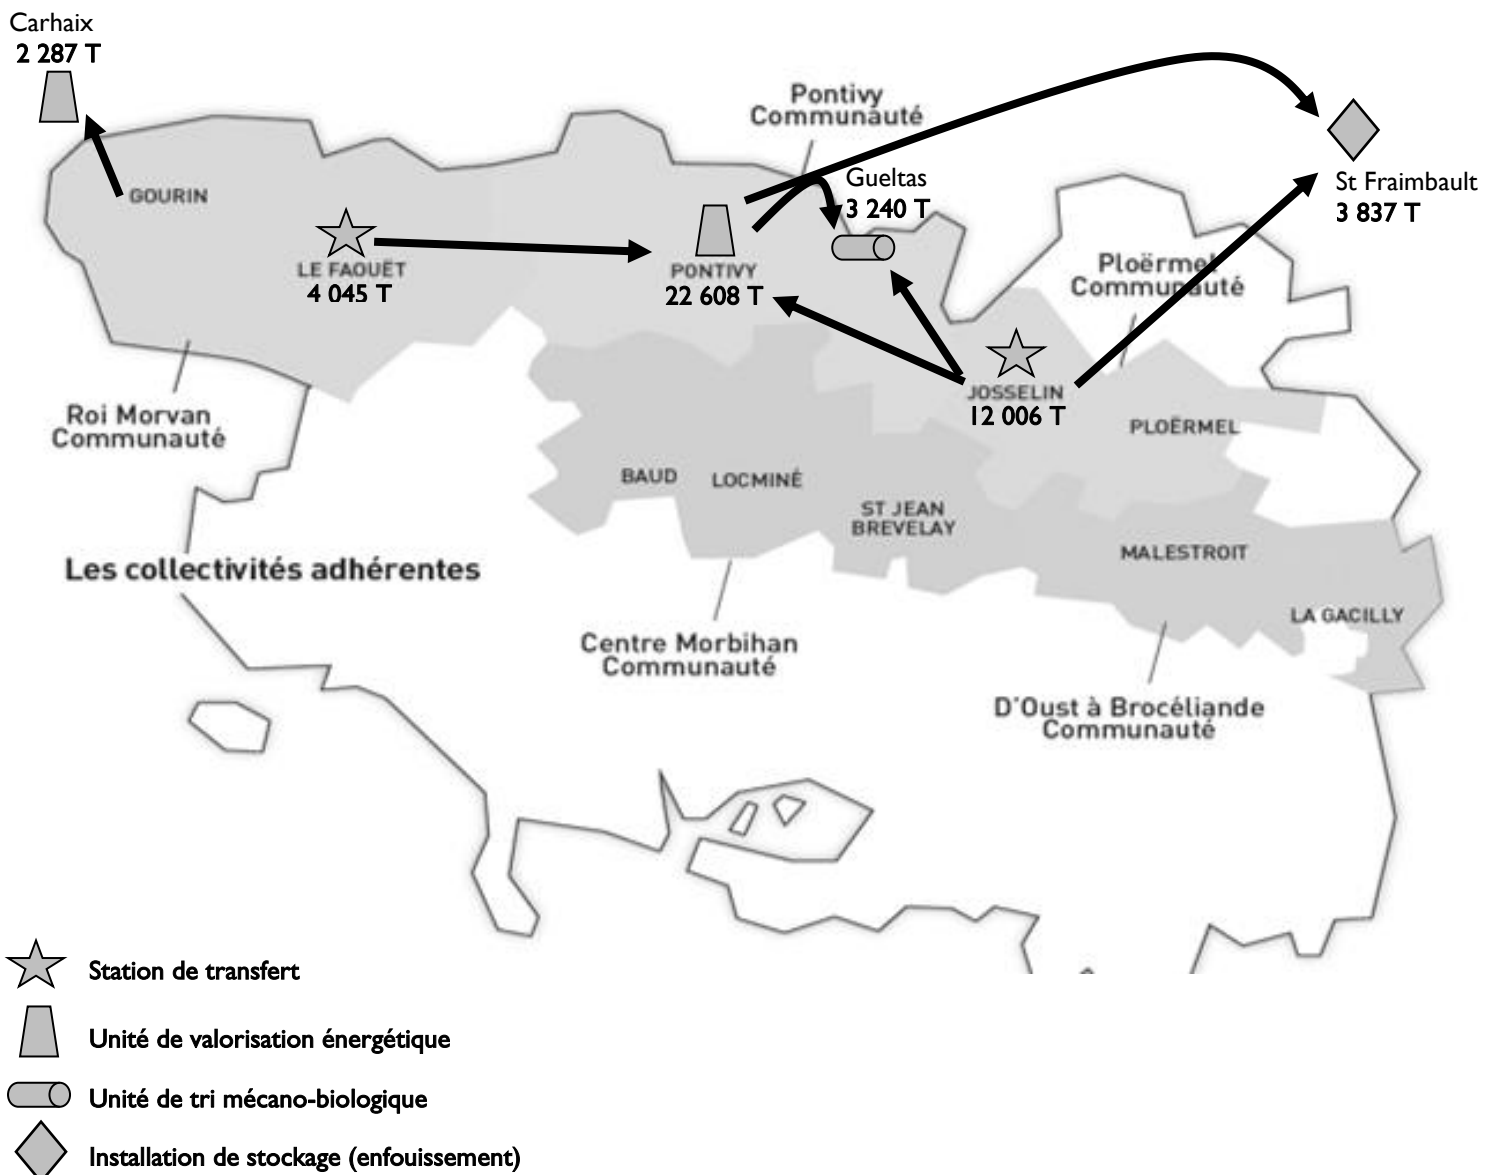 Carhaix
2 287 T
Pontivy
Communauté
Gueltas
3 240 T
St Fraimbault
3 837 T
GOURIN
LE FAOUËT
4 045 T
PONTIVY
22 608 T
Ploërmel
Communauté
JOSSELIN
12 006 T
Roi Morvan
Communauté
PLOËRMEL
BAUD
LOCMINÉ
ST JEAN
BREVELAY
MALESTROIT
Les collectivités adhérentes
LA GACILLY
Centre Morbihan
Communauté
D'Oust à Brocéliande
Communauté
Station de transfert
Unité de valorisation énergétique
Unité de tri mécano-biologique
Installation de stockage (enfouissement)